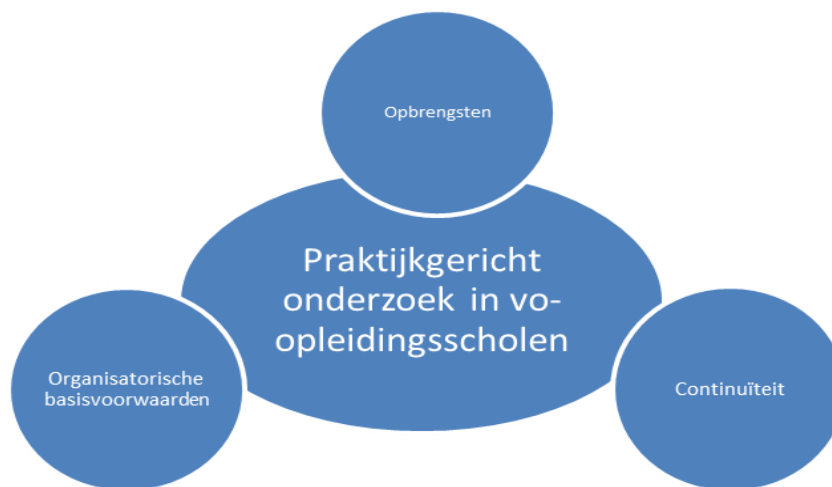 Opbrengsten
Praktijkgericht
onderzoek in vo-
opleidingsscholen
Organisatorische
basisvoorwaarden
Continuïteit